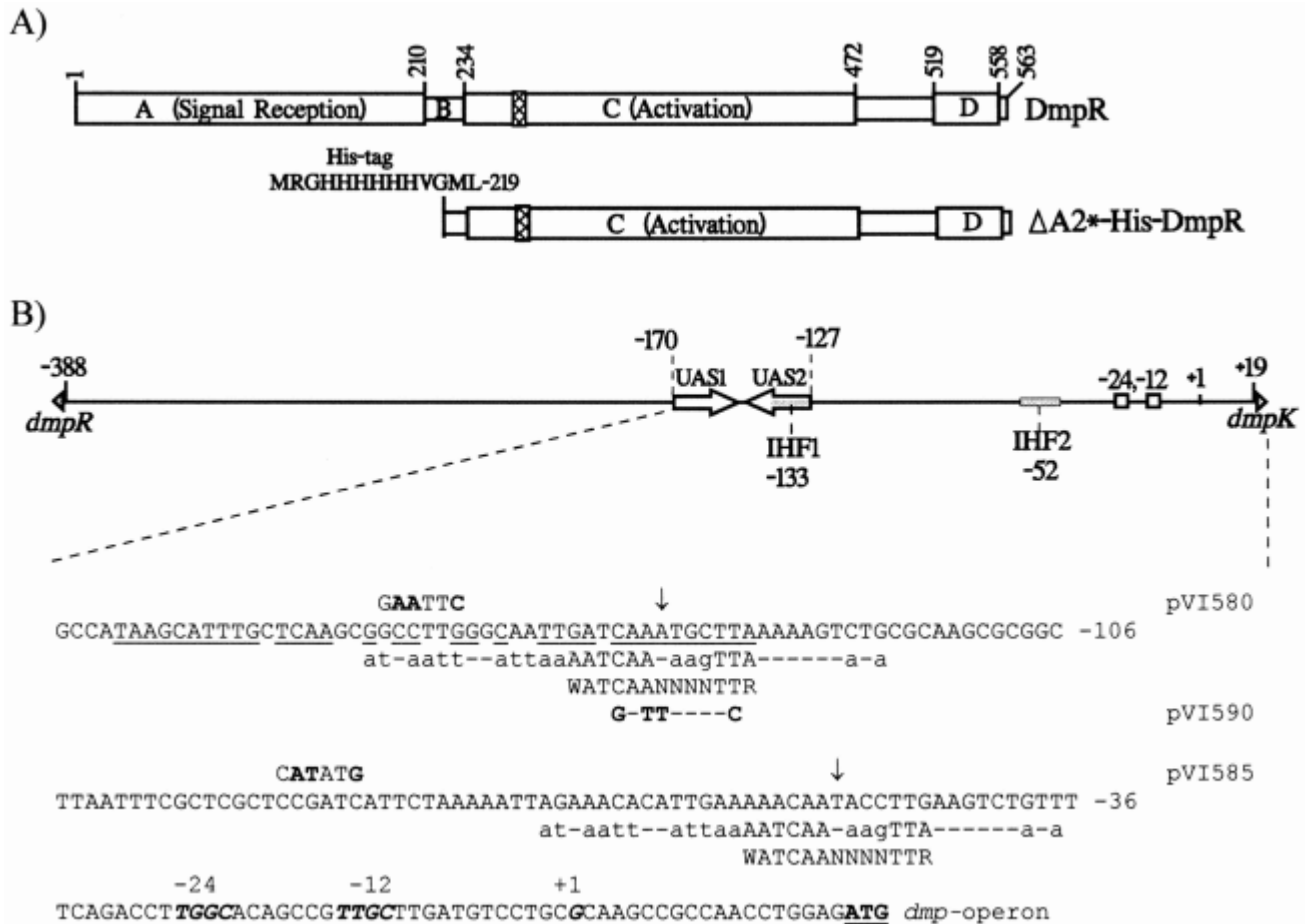 A)
1 210 234 472 519 558 563
A (Signal Reception) B C (Activation) D DmpR
His-tag
MRGHHHHHHVGML-219
C (Activation) D ΔA2*-His-DmpR
B)
-388 -170 -127 -24,-12 +1 +19
UAS1 UAS2
dmpR dmpK
IHF1 IHF2
-133 -52
GAATTC ↓ pVI580
GCCATAAGCATTTGCTCAAGCGGCCTTGGGCAATTGATCAAATGCTTAAAAAGTCTGCGCAAGCGCGGC -106
at-aatt--attaaAATCAA-aagTTA------a-a
WATCAANNNNTTR
G-TT----C pVI590
CATATG ↓ pVI585
TTAATTTCGCTCGCTCCGATCATTCTAAAAATTAGAAACACATTGAAAAACAATACCTTGAAGTCTGTTT -36
at-aatt--attaaAATCAA-aagTTA------a-a
WATCAANNNNTTR
-24 -12 +1
TCAGACCTTGGCACAGCCGTTGCTTGATGTCCTGCGCAAGCCGCCAACCTGGAGATG dmp-operon